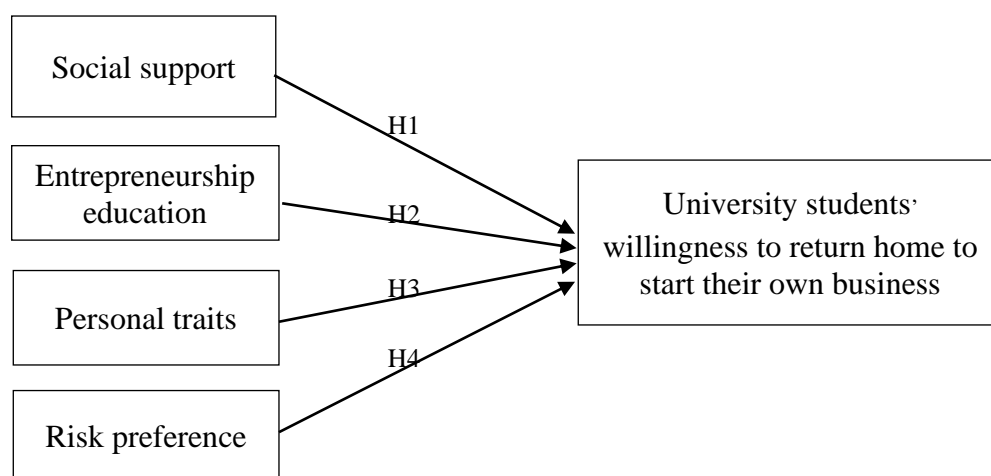 Social support
H1
Entrepreneurship
education
H2
Personal traits
H3
Risk preference
H4
University students’
willingness to return home to
start their own business